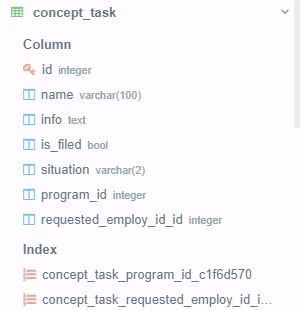 concept_task
Column
id integer
name varchar(100)
info text
is_filed bool
situation varchar(2)
program_id integer
requested_employ_id_id integer
Index
concept_task_program_id_c1f6d570
concept_task_requested_employ_id_i...